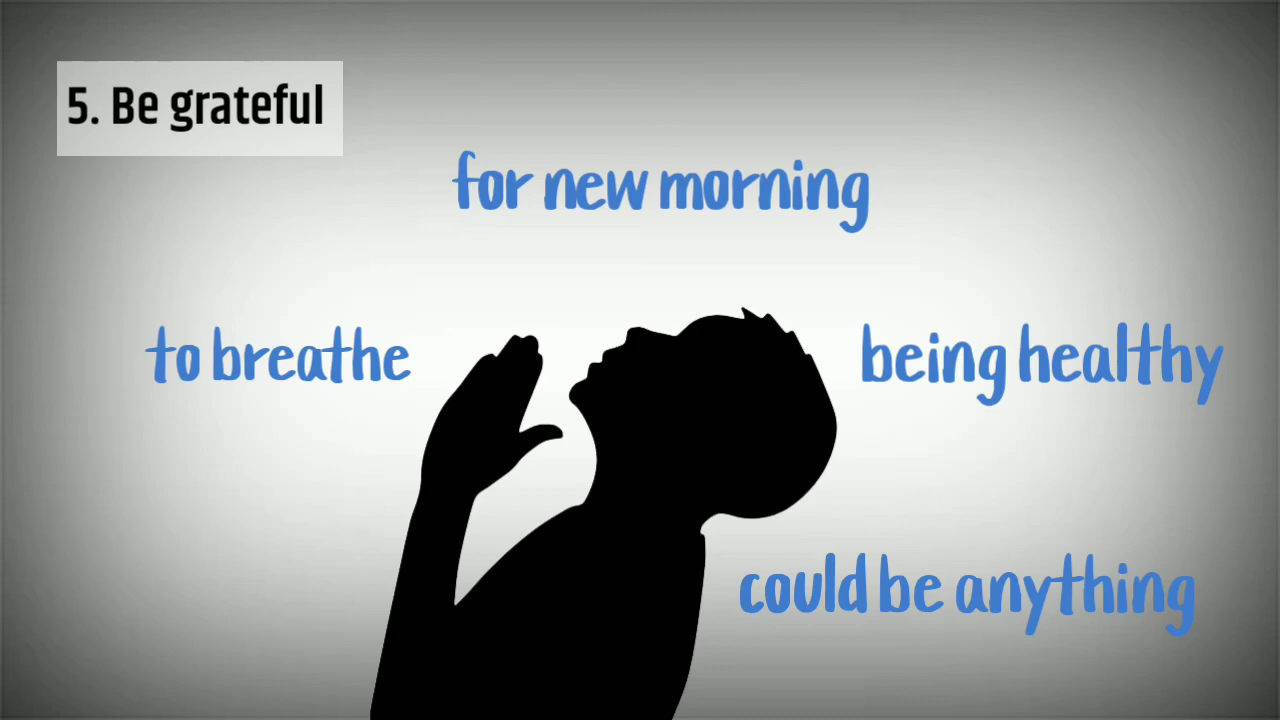 5. Be grateful
for new morning
to breathe
being healthy
could be anything